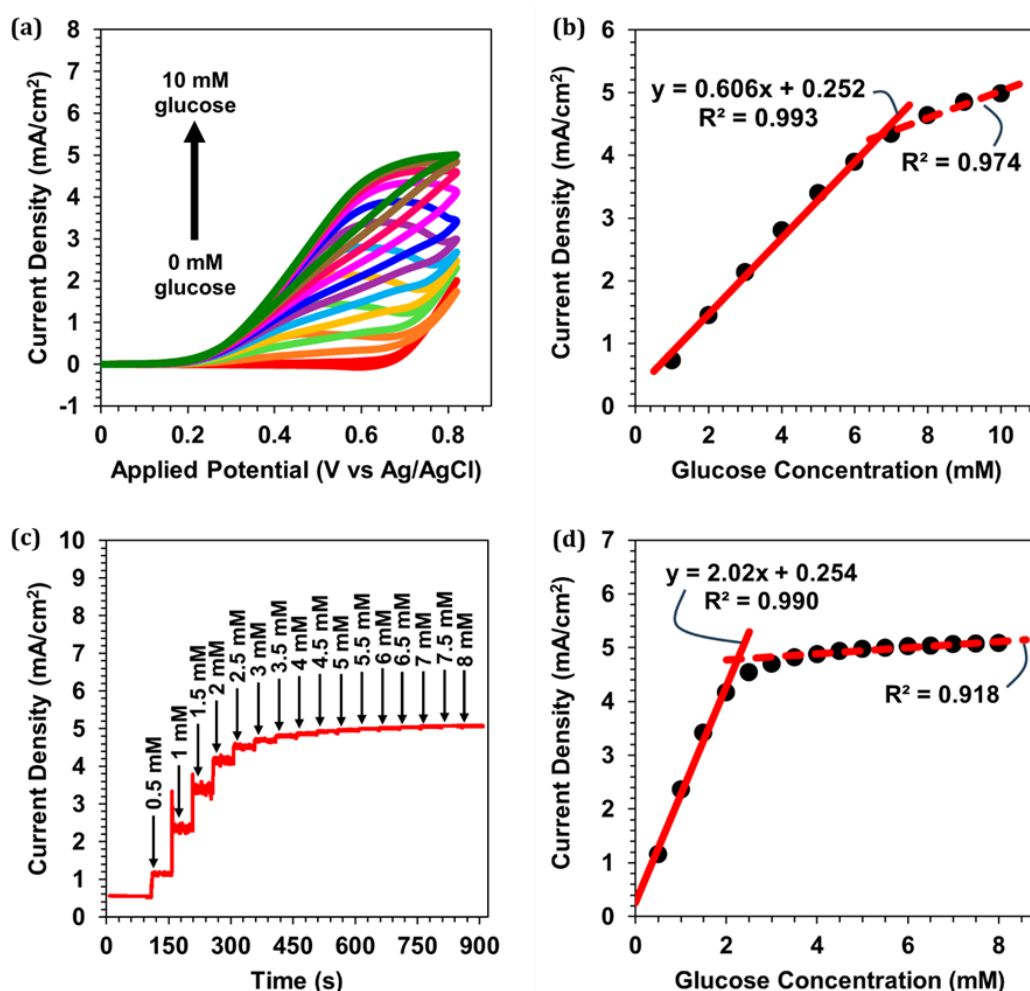 (a)
8
7
6
5
4
3
2
1
0
-1
Current Density (mA/cm²)
10 mM
glucose
0 mM
glucose
0
0.2
0.4
0.6
0.8
Applied Potential (V vs Ag/AgCl)
(b)
6
5
4
3
2
1
0
Current Density (mA/cm²)
y = 0.606x + 0.252
R² = 0.993
R² = 0.974
0
2
4
6
8
10
Glucose Concentration (mM)
(c)
10
9
8
7
6
5
4
3
2
1
0
Current Density (mA/cm²)
0.5 mM
1 mM
1.5 mM
2 mM
2.5 mM
3 mM
3.5 mM
4 mM
4.5 mM
5 mM
5.5 mM
6 mM
6.5 mM
7 mM
7.5 mM
8 mM
0
150
300
450
600
750
900
Time (s)
(d)
7
6
5
4
3
2
1
0
Current Density (mA/cm²)
y = 2.02x + 0.254
R² = 0.990
R² = 0.918
0
2
4
6
8
Glucose Concentration (mM)